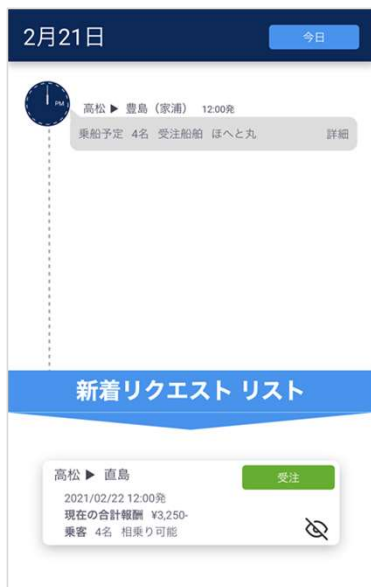 2月21日
今日
PM
高松 ▶ 豊島（家浦） 12:00発
乗船予定 4名 受注船舶 ほへと丸 詳細
新着リクエスト リスト
高松 ▶ 直島
受注
2021/02/22 12:00発
現在の合計報酬 ¥3,250-
乗客 4名 相乗り可能